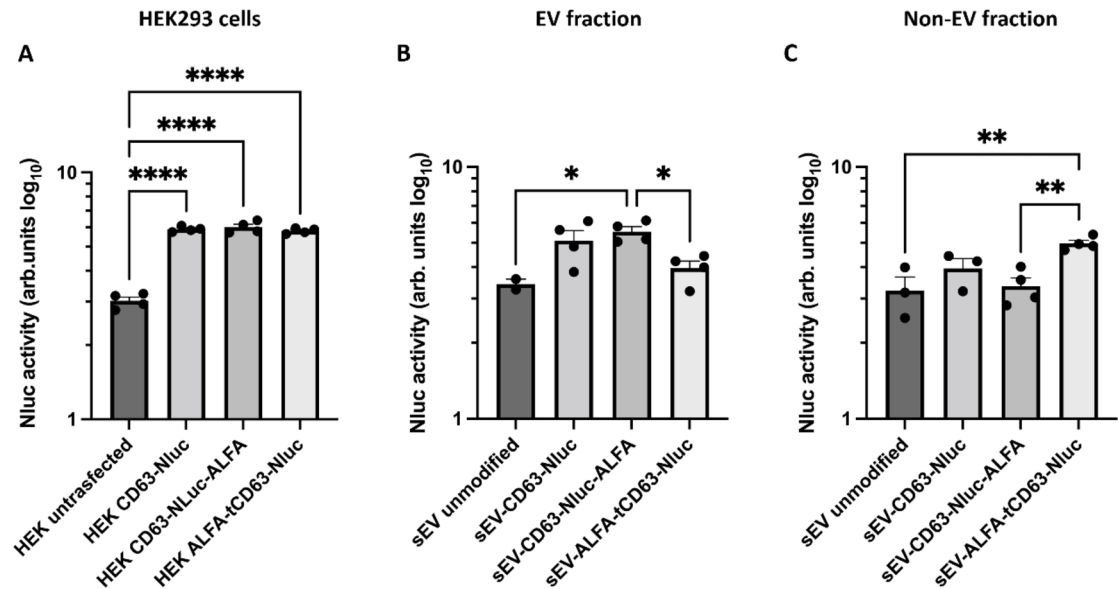 HEK293 cells
EV fraction
Non-EV fraction
A
B
C
****
****
****
Nluc activity (arb.units log10)
10
1
HEK untrasfected
HEK CD63-Nluc
HEK CD63-NLuc-ALFA
HEK ALFA-tCD63-Nluc
*
*
Nluc activity (arb. units log10)
10
1
sEV unmodified
sEV-CD63-Nluc
sEV-CD63-Nluc-ALFA
sEV-ALFA-tCD63-Nluc
**
**
Nluc activity (arb. units log10)
10
1
sEV unmodified
sEV-CD63-Nluc
sEV-CD63-Nluc-ALFA
sEV-ALFA-tCD63-Nluc